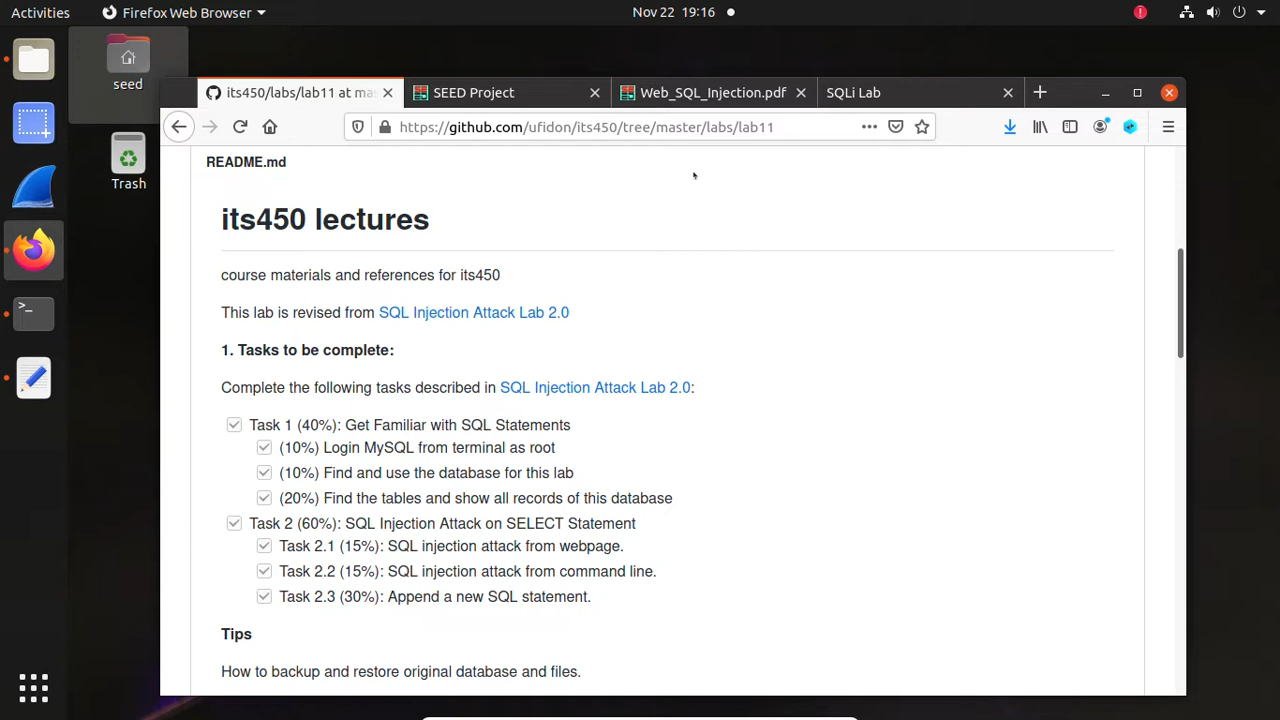 Activities
Firefox Web Browser
Nov 22 19:16
seed
Trash
its450/labs/lab11 at mas
SEED Project
Web_SQL_Injection.pdf
SQLi Lab
https://github.com/ufidon/its450/tree/master/labs/lab11
README.md
its450 lectures
course materials and references for its450
This lab is revised from SQL Injection Attack Lab 2.0
1. Tasks to be complete:
Complete the following tasks described in SQL Injection Attack Lab 2.0:
Task 1 (40%): Get Familiar with SQL Statements
(10%) Login MySQL from terminal as root
(10%) Find and use the database for this lab
(20%) Find the tables and show all records of this database
Task 2 (60%): SQL Injection Attack on SELECT Statement
Task 2.1 (15%): SQL injection attack from webpage.
Task 2.2 (15%): SQL injection attack from command line.
Task 2.3 (30%): Append a new SQL statement.
Tips
How to backup and restore original database and files.